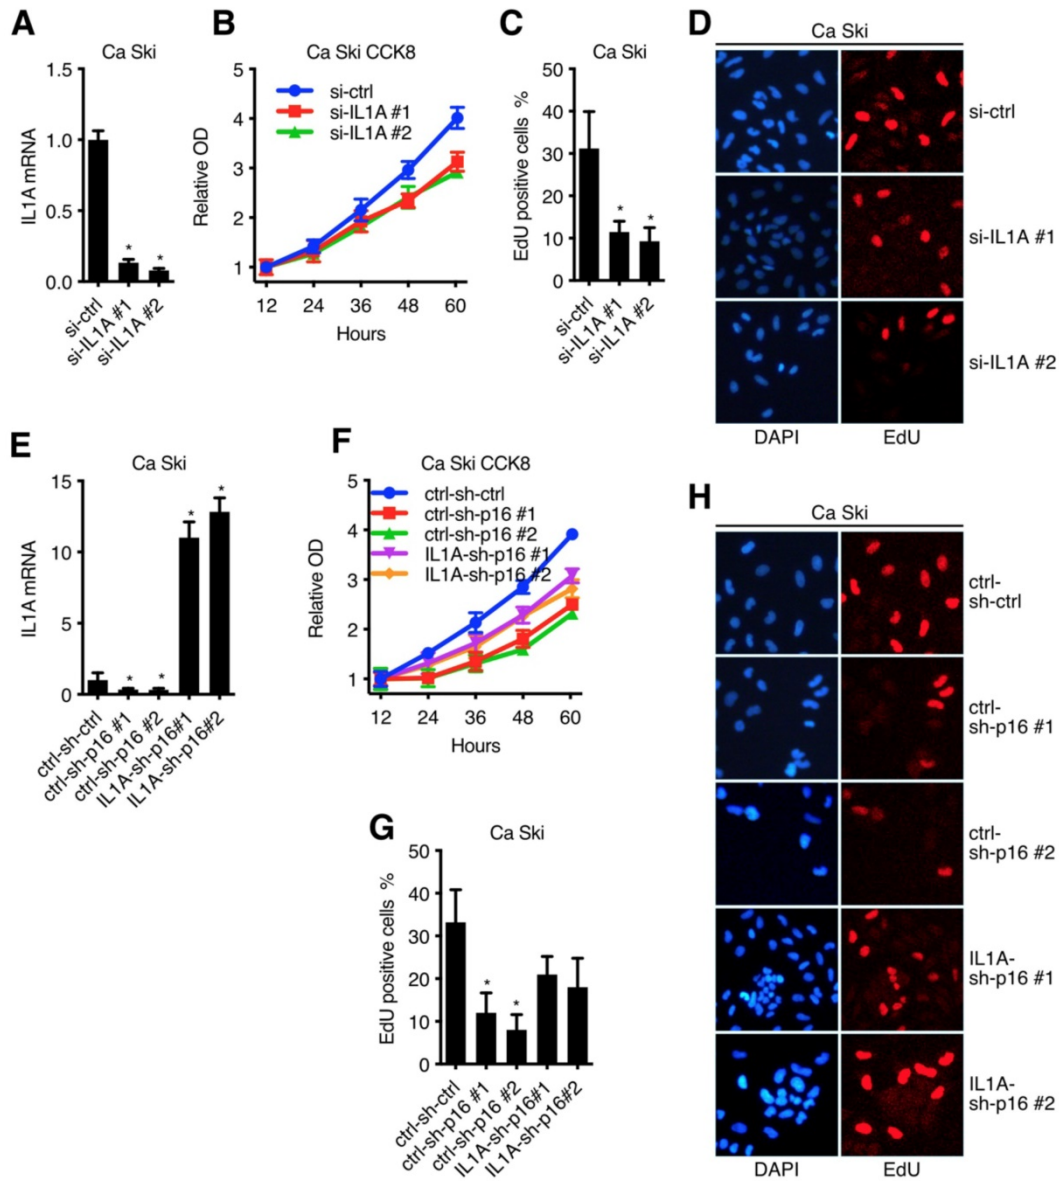 A
Ca Ski
IL1A mRNA
1.5
1.0
0.5
0.0
*
*
si-ctrl
si-IL1A #1
si-IL1A #2
B
Ca Ski CCK8
Relative OD
5
4
3
2
1
si-ctrl
si-IL1A #1
si-IL1A #2
12 24 36 48 60
Hours
C
Ca Ski
EdU positive cells %
50
40
30
20
10
0
*
*
si-ctrl
si-IL1A #1
si-IL1A #2
D
Ca Ski
si-ctrl
si-IL1A #1
si-IL1A #2
DAPI EdU
E
Ca Ski
IL1A mRNA
15
10
5
0
*
*
*
*
ctrl-sh-ctrl
ctrl-sh-p16 #1
ctrl-sh-p16 #2
IL1A-sh-p16#1
IL1A-sh-p16#2
F
Ca Ski CCK8
Relative OD
5
4
3
2
1
ctrl-sh-ctrl
ctrl-sh-p16 #1
ctrl-sh-p16 #2
IL1A-sh-p16 #1
IL1A-sh-p16 #2
12 24 36 48 60
Hours
G
Ca Ski
EdU positive cells %
50
40
30
20
10
0
*
*
ctrl-sh-ctrl
ctrl-sh-p16 #1
ctrl-sh-p16 #2
IL1A-sh-p16#1
IL1A-sh-p16#2
H
Ca Ski
ctrl-
sh-ctrl
ctrl-
sh-p16 #1
ctrl-
sh-p16 #2
IL1A-
sh-p16 #1
IL1A-
sh-p16 #2
DAPI EdU